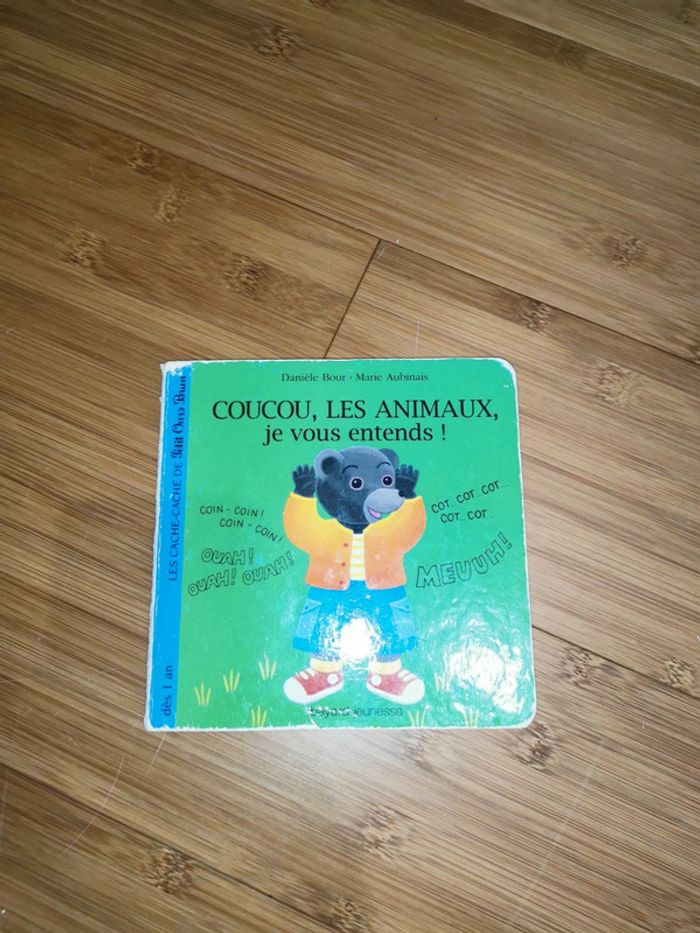 Danièle Bour · Marie Aubinais
COUCOU, LES ANIMAUX,
je vous entends !
COIN - COIN !
COIN - COIN !
OUAH !
OUAH! OUAH!
COT...COT...COT...
COT...COT...
MEUUH!
bayard jeunesse
LES CACHE-CACHE DE Petit Ours Brun
dès 1 an